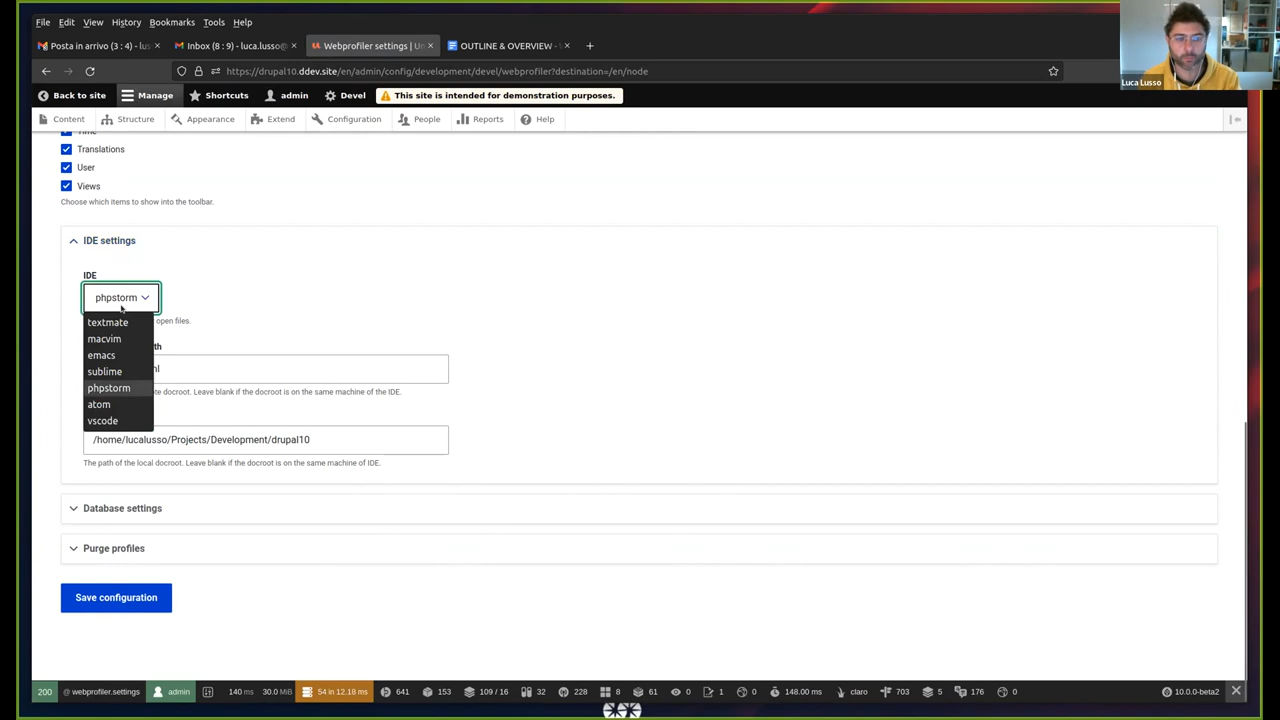 File Edit View History Bookmarks Tools Help
Posta in arrivo (3 : 4) - lus
Inbox (8 : 9) - luca.lusso@
Webprofiler settings | Un
OUTLINE & OVERVIEW -
https://drupal10.ddev.site/en/admin/config/development/devel/webprofiler?destination=/en/node
Luca Lusso
Back to site Manage Shortcuts admin Devel This site is intended for demonstration purposes.
Content Structure Appearance Extend Configuration People Reports Help
Time
Translations
User
Views
Choose which items to show into the toolbar.
IDE settings
IDE
phpstorm
textmate
open files.
macvim
th
emacs
sublime
phpstorm
te docroot. Leave blank if the docroot is on the same machine of the IDE.
atom
vscode
/home/lucalusso/Projects/Development/drupal10
The path of the local docroot. Leave blank if the docroot is on the same machine of IDE.
Database settings
Purge profiles
Save configuration
200 @ webprofiler.settings admin 140 ms 30.0 MiB 54 in 12.18 ms 641 153 109 / 16 32 228 8 61 0 1 0 148.00 ms claro 703 5 176 0 10.0.0-beta2